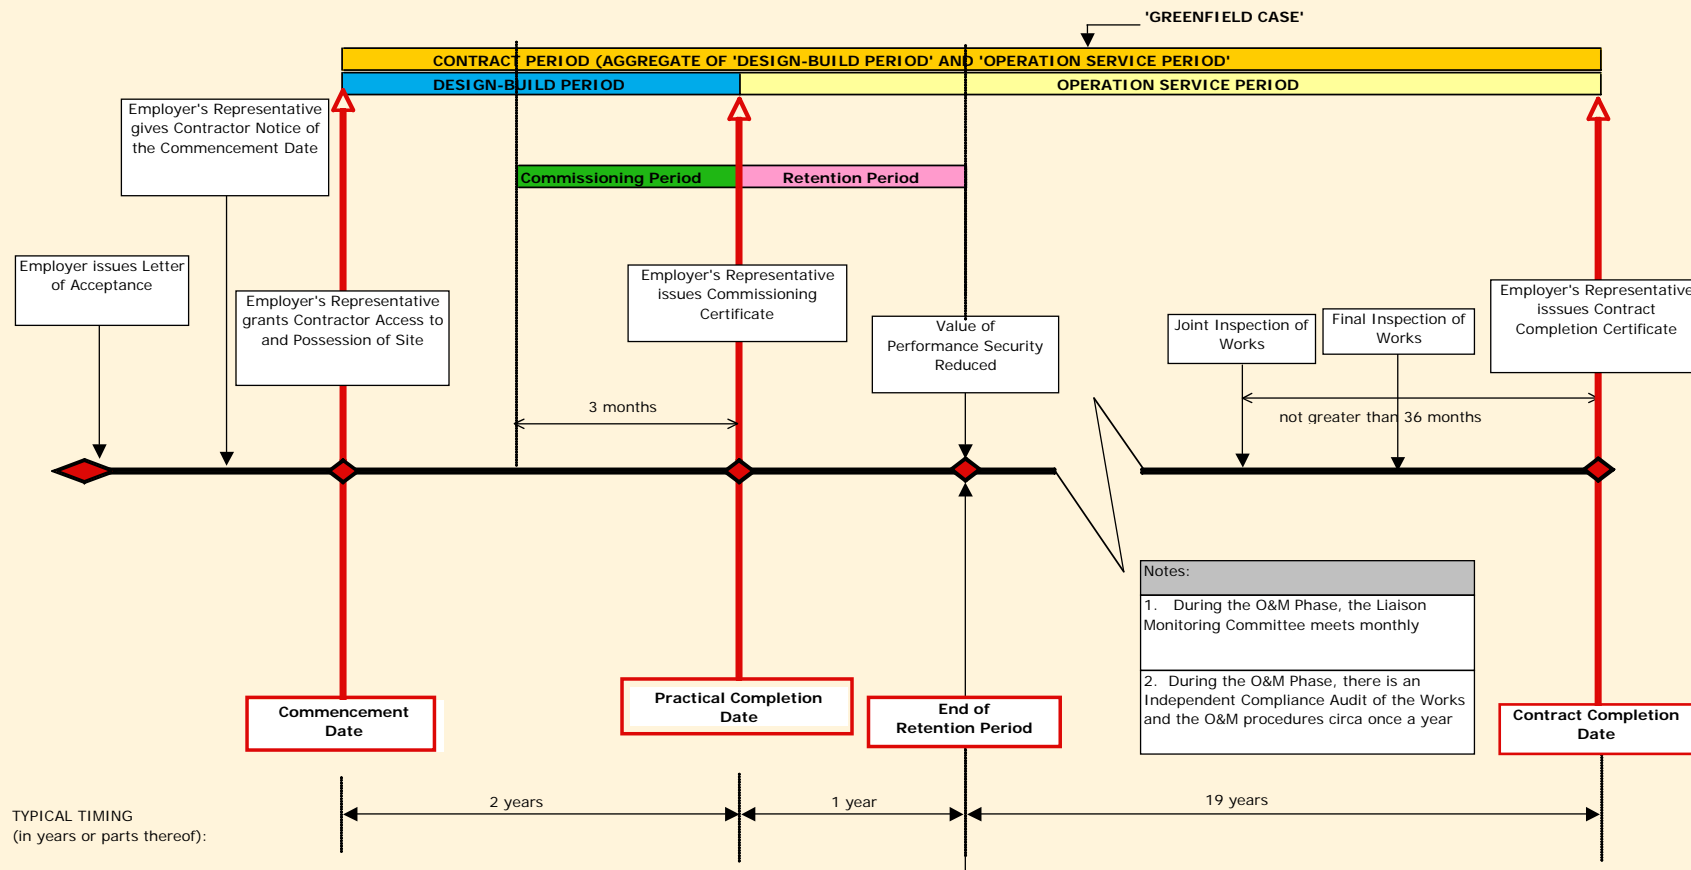 'GREENFIELD CASE'
CONTRACT PERIOD (AGGREGATE OF 'DESIGN-BUILD PERIOD' AND 'OPERATION SERVICE PERIOD'
DESIGN-BUILD PERIOD
OPERATION SERVICE PERIOD
Employer's Representative
gives Contractor Notice of
the Commencement Date
Commissioning Period
Retention Period
Employer issues Letter
of Acceptance
Employer's Representative
grants Contractor Access to
and Possession of Site
Employer's Representative
issues Commissioning
Certificate
Value of
Performance Security
Reduced
Joint Inspection of
Works
Final Inspection of
Works
Employer's Representative
isssues Contract
Completion Certificate
3 months
not greater than 36 months
Notes:
1. During the O&M Phase, the Liaison
Monitoring Committee meets monthly
2. During the O&M Phase, there is an
Independent Compliance Audit of the Works
and the O&M procedures circa once a year
Commencement
Date
Practical Completion
Date
End of
Retention Period
Contract Completion
Date
TYPICAL TIMING
(in years or parts thereof):
2 years
1 year
19 years